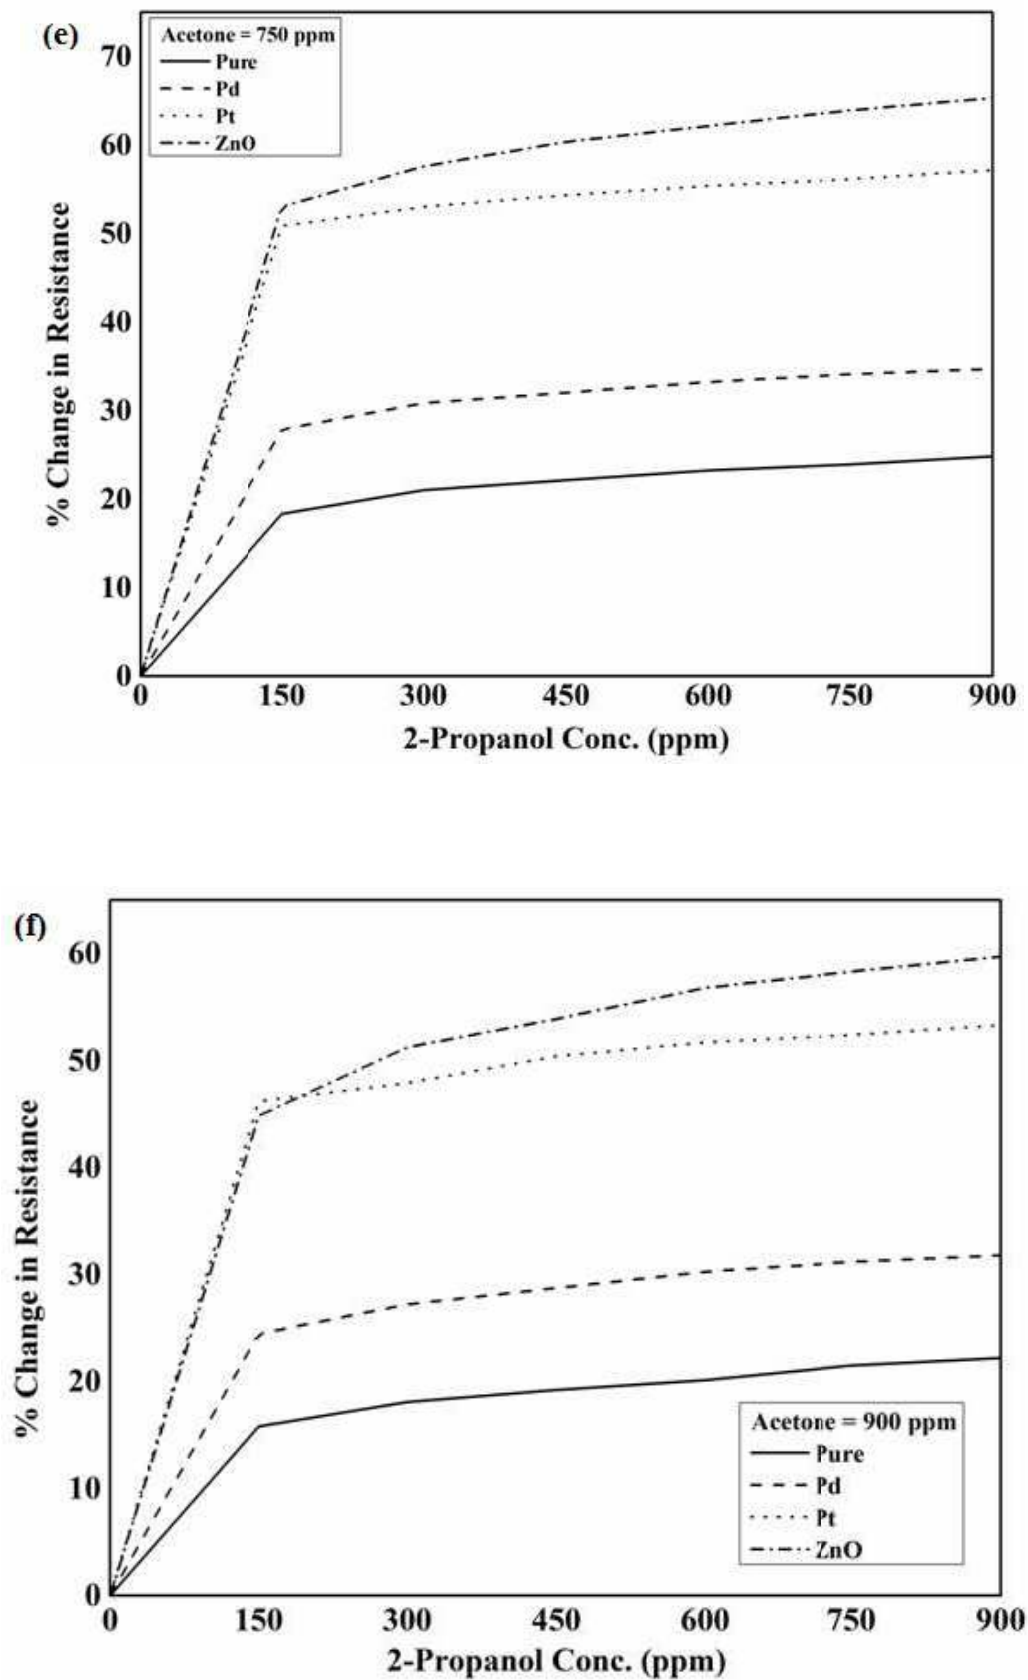 (e)
Acetone = 750 ppm
Pure
Pd
Pt
ZnO
70
60
50
40
30
20
10
0
% Change in Resistance
0 150 300 450 600 750 900
2-Propanol Conc. (ppm)
(f)
60
50
40
30
20
10
0
% Change in Resistance
Acetone = 900 ppm
Pure
Pd
Pt
ZnO
0 150 300 450 600 750 900
2-Propanol Conc. (ppm)